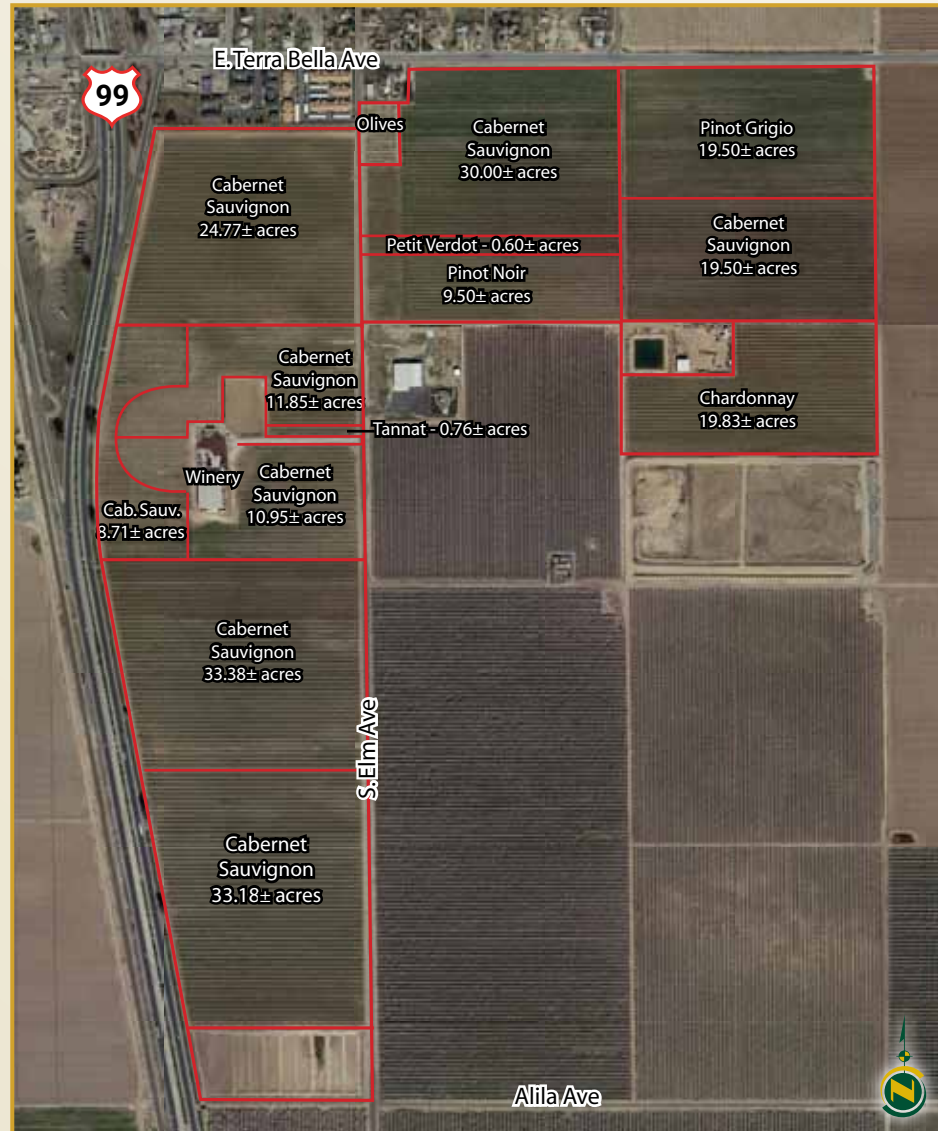 E. Terra Bella Ave
99
Olives
Cabernet
Sauvignon
30.00± acres
Pinot Grigio
19.50± acres
Cabernet
Sauvignon
24.77± acres
Cabernet
Sauvignon
19.50± acres
Petit Verdot - 0.60± acres
Pinot Noir
9.50± acres
Cabernet
Sauvignon
11.85± acres
Chardonnay
19.83± acres
Tannat - 0.76± acres
Winery
Cabernet
Sauvignon
10.95± acres
Cab. Sauv.
8.71± acres
Cabernet
Sauvignon
33.38± acres
S. Elm Ave
Cabernet
Sauvignon
33.18± acres
Alila Ave
N